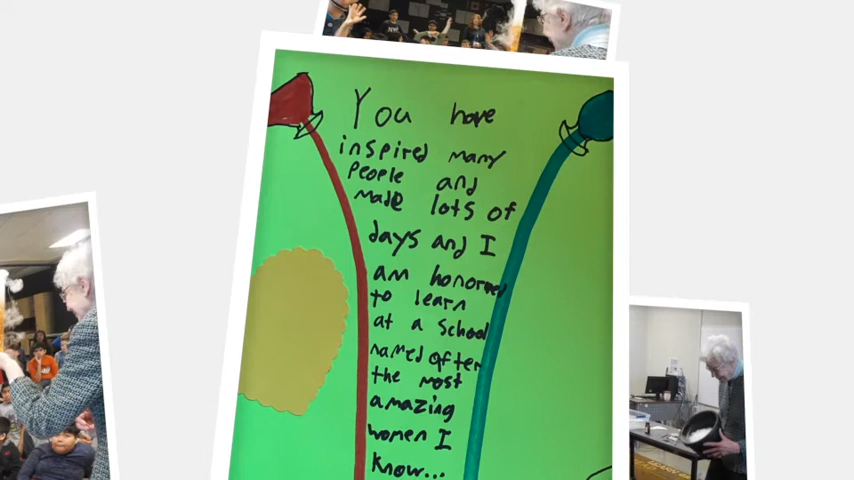 You have
inspired many
people and
made lots of
days and I
am honored
to learn
at a school
named after
the most
amazing
women I
know...